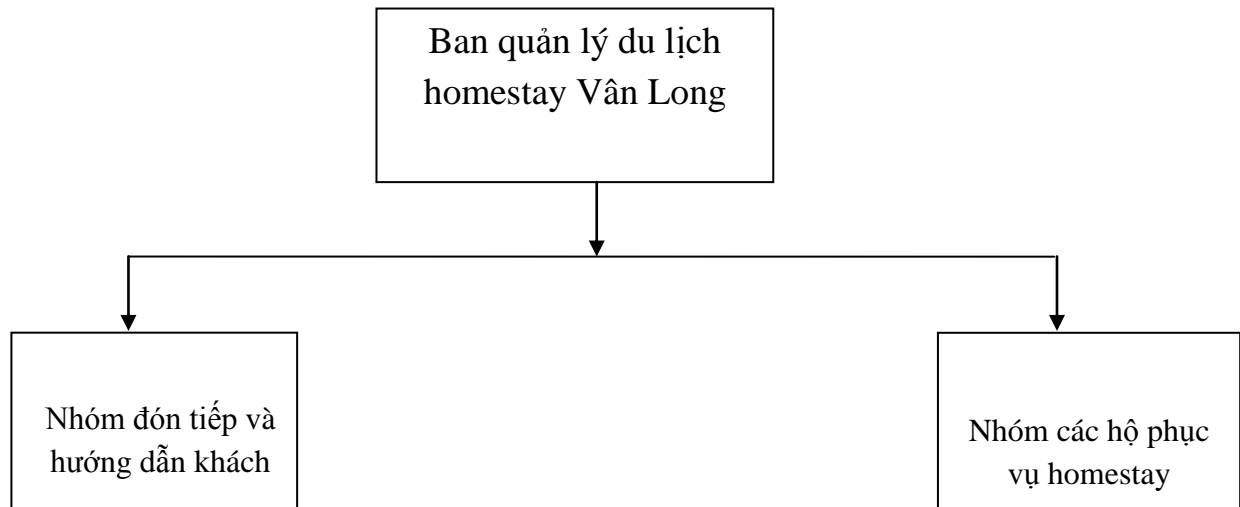 Ban quản lý du lịch
homestay Vân Long
Nhóm đón tiếp và
hướng dẫn khách
Nhóm các hộ phục
vụ homestay